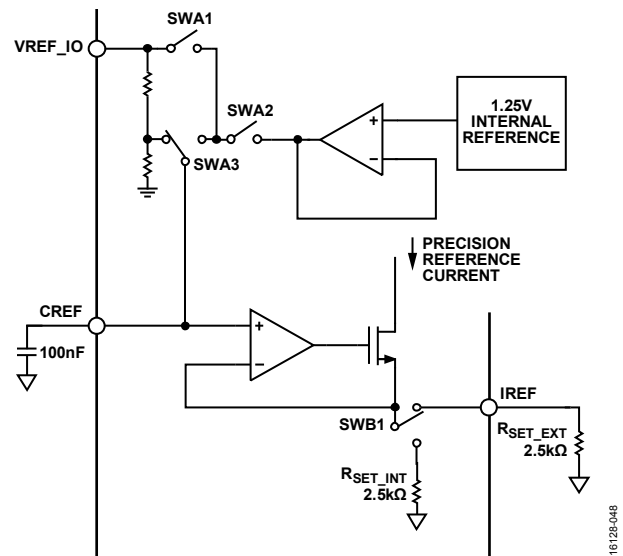 SWA1
VREF_IO
SWA2
+
–
1.25V
INTERNAL
REFERENCE
SWA3
PRECISION
REFERENCE
CURRENT
CREF
100nF
+
–
IREF
SWB1
RSET_EXT
2.5kΩ
RSET_INT
2.5kΩ
16128-048